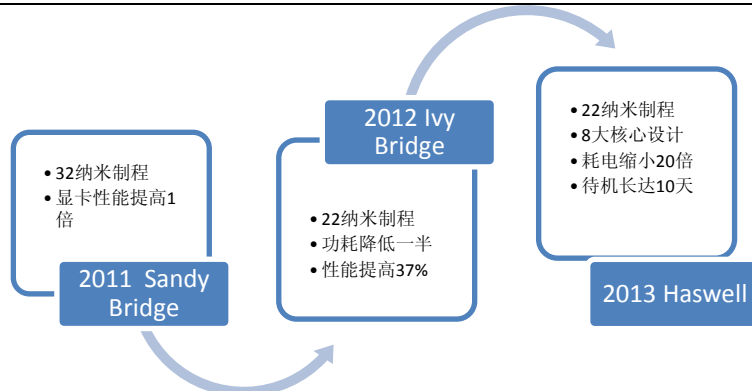 • 32纳米制程
• 显卡性能提高1
倍
2011  Sandy
Bridge
2012 Ivy
Bridge
• 22纳米制程
• 功耗降低一半
• 性能提高37%
• 22纳米制程
• 8大核心设计
• 耗电缩小20倍
• 待机长达10天
2013 Haswell